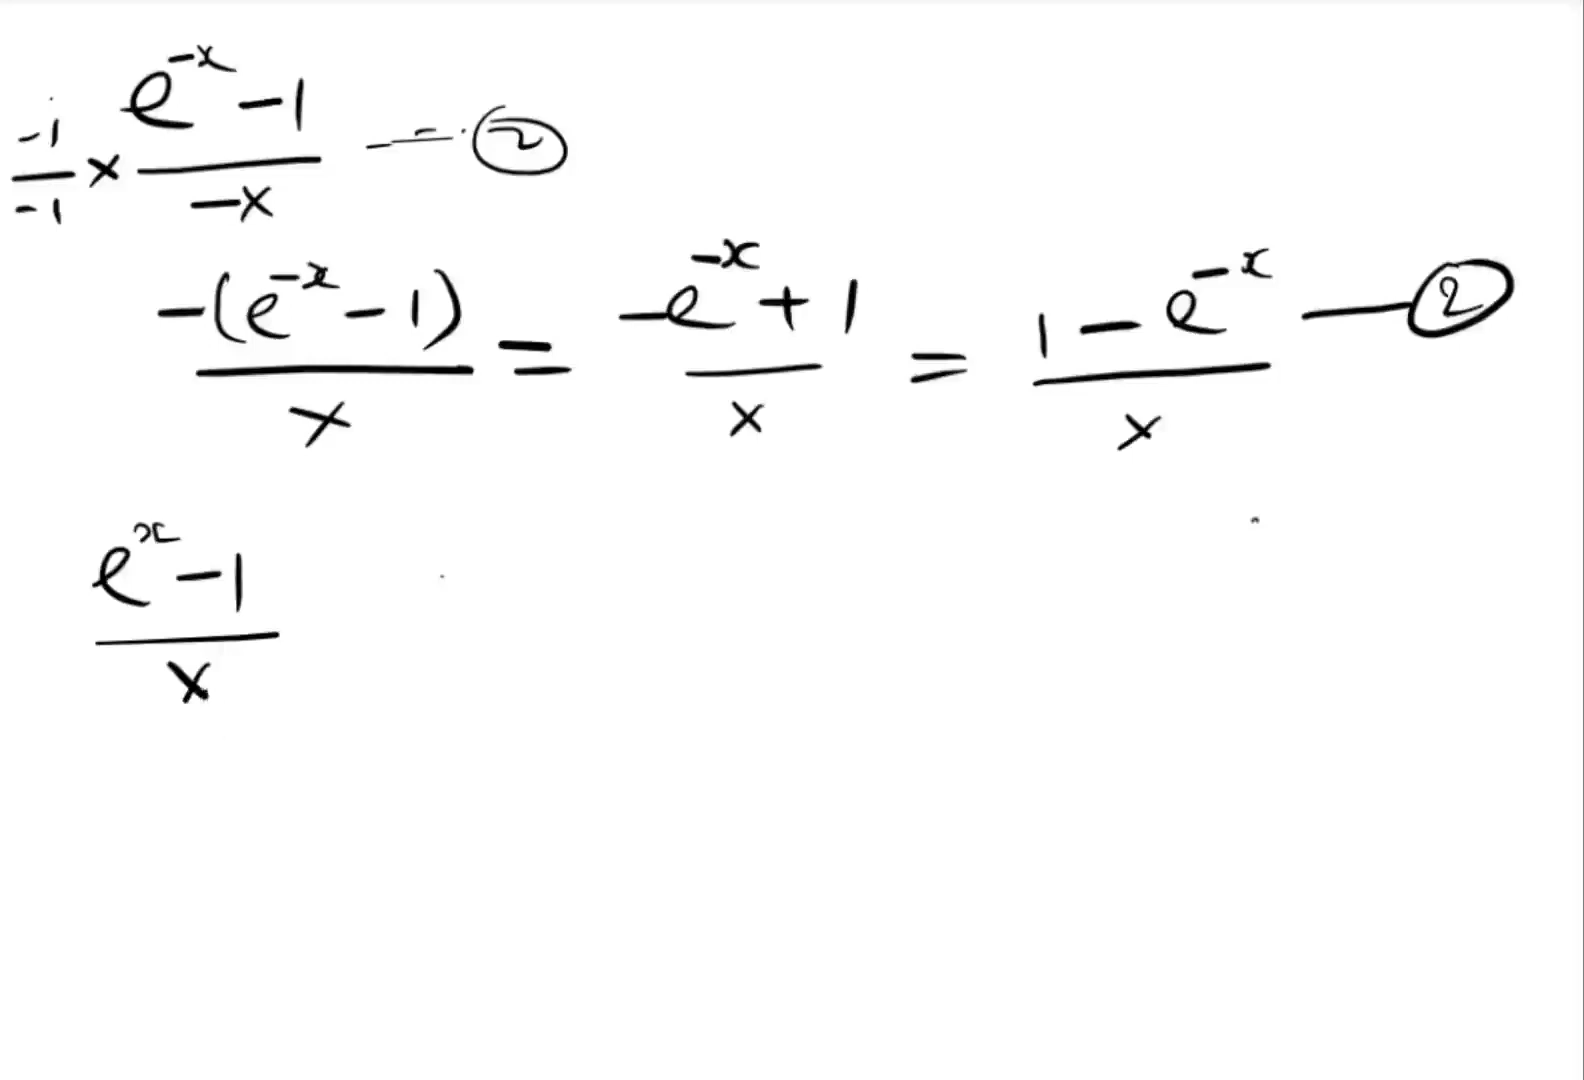 -1/-1 × (e^{-x} - 1)/(-x) — ②
-(e^{-x} - 1)/x = (-e^{-x} + 1)/x = (1 - e^{-x})/x — ②
(e^x - 1)/x